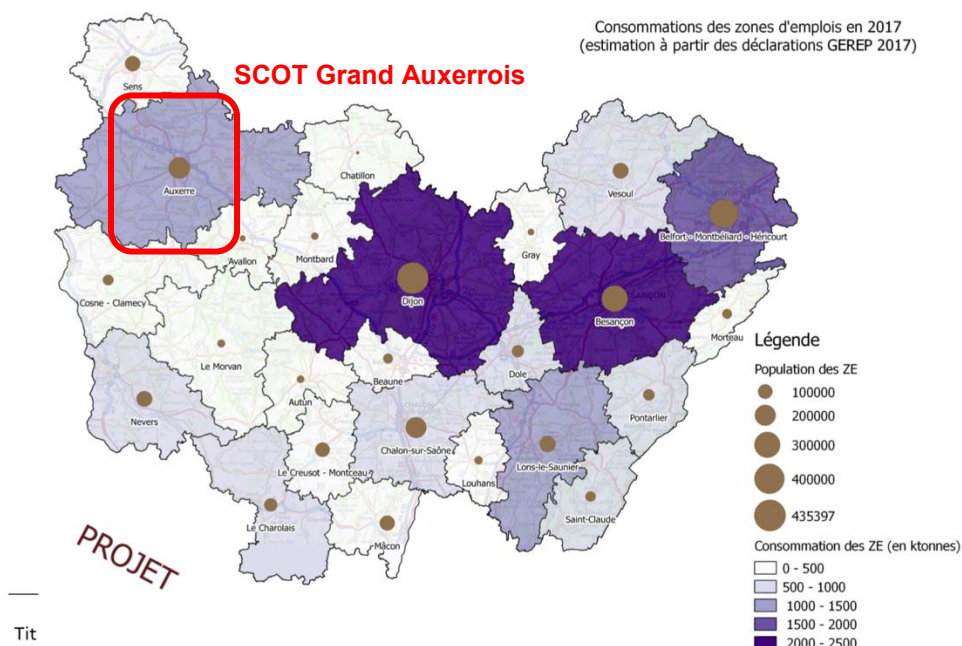 Consommations des zones d'emplois en 2017
(estimation à partir des déclarations GEREP 2017)
SCOT Grand Auxerrois
Sens
Auxerre
Chatillon
Vesoul
Belfort - Montbéliard - Héricourt
Avallon
Montbard
Gray
Cosne - Clamecy
Dijon
BESANÇON
Besançon
Morteau
Le Morvan
Beaune
Dole
Autun
Nevers
Pontarlier
Chalon-sur-Saône
Le Creusot - Montceau
Louhans
Lons-le-Saunier
Le Charolais
Mâcon
Saint-Claude
PROJET
Tit
Légende
Population des ZE
100000
200000
300000
400000
435397
Consommation des ZE (en ktonnes)
0 - 500
500 - 1000
1000 - 1500
1500 - 2000
2000 - 2500